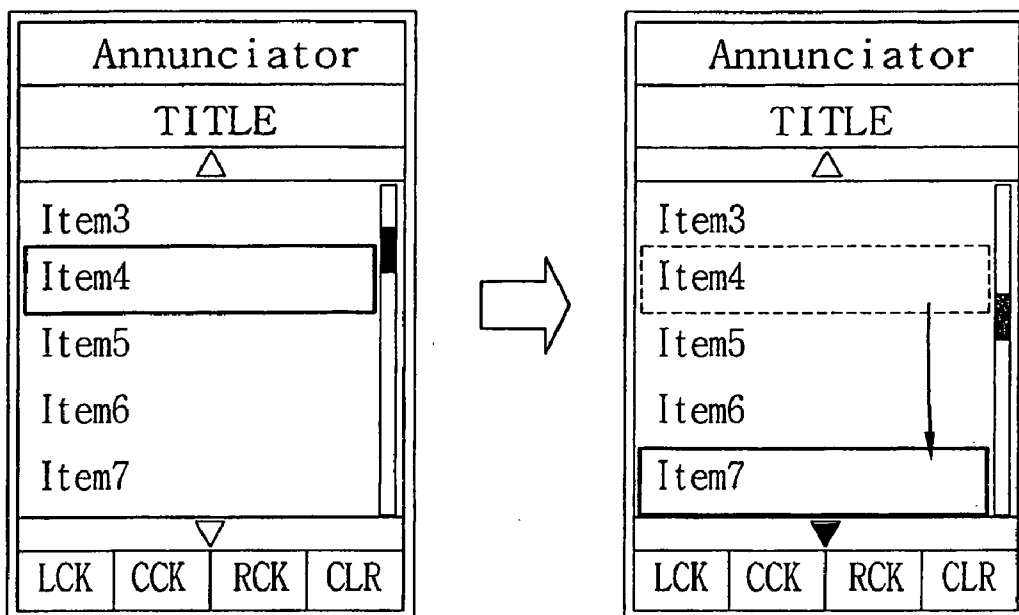 Annunciator
TITLE
Item3
Item4
Item5
Item6
Item7
LCK CCK RCK CLR
Annunciator
TITLE
Item3
Item4
Item5
Item6
Item7
LCK CCK RCK CLR